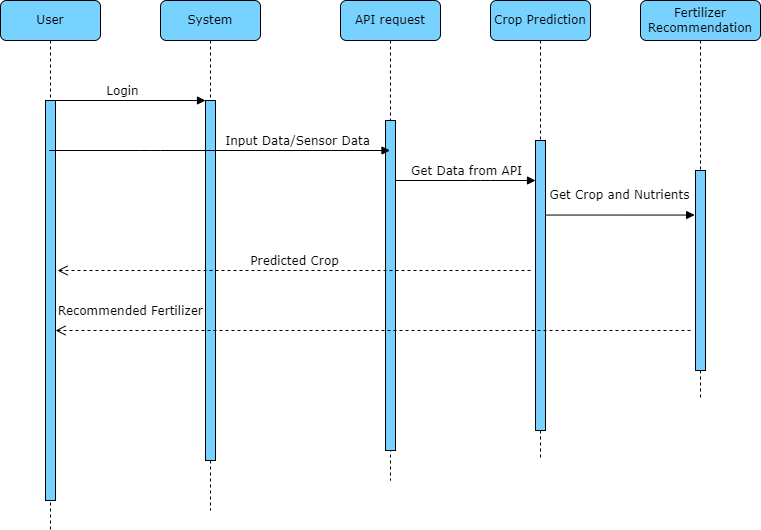 User
System
API request
Crop Prediction
Fertilizer
Recommendation
Login
Input Data/Sensor Data
Get Data from API
Get Crop and Nutrients
Predicted Crop
Recommended Fertilizer